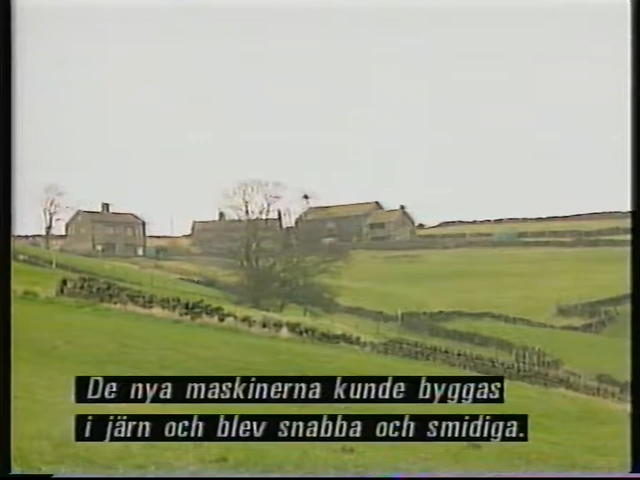 De nya maskinerna kunde byggas
i järn och blev snabba och smidiga.